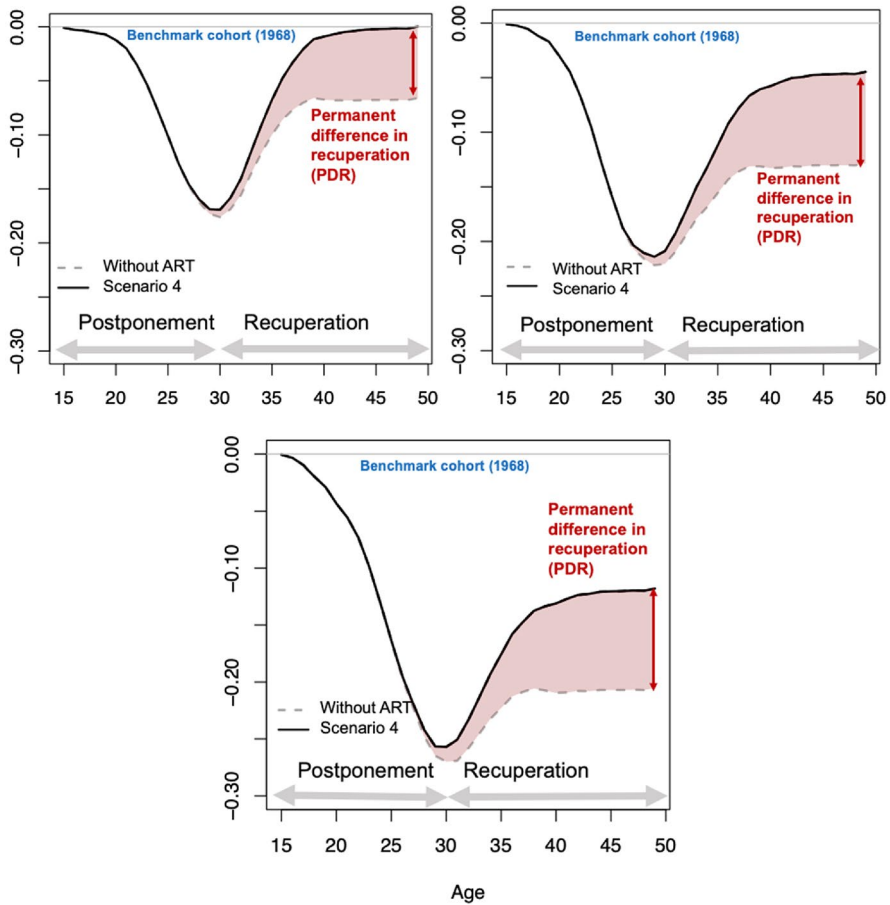 0.00
−0.10
−0.20
−0.30
Benchmark cohort (1968)
Permanent
difference in
recuperation
(PDR)
Without ART
Scenario 4
Postponement Recuperation
15 20 25 30 35 40 45 50
0.00
−0.10
−0.20
−0.30
Benchmark cohort (1968)
Permanent
difference in
recuperation
(PDR)
Without ART
Scenario 4
Postponement Recuperation
15 20 25 30 35 40 45 50
0.00
−0.10
−0.20
−0.30
Benchmark cohort (1968)
Permanent
difference in
recuperation
(PDR)
Without ART
Scenario 4
Postponement Recuperation
15 20 25 30 35 40 45 50
Age